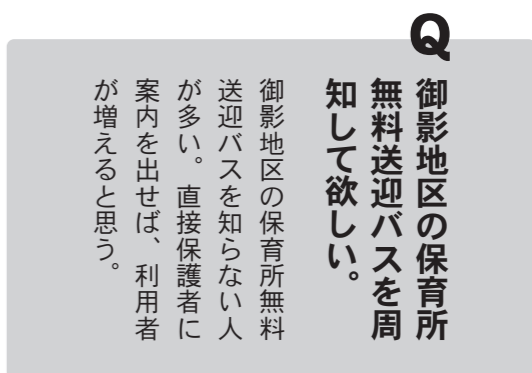 Q
御影地区の保育所
無料送迎バスを周
知して欲しい。
御影地区の保育所無料
送迎バスを知らない人
が多い。直接保護者に
案内を出せば、利用者
が増えると思う。